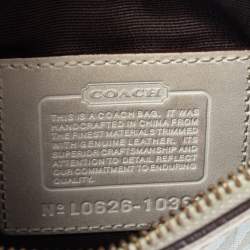 COACH
THIS IS A COACH BAG. IT WAS
HANDCRAFTED IN CHINA FROM
THE FINEST MATERIALS TRIMMED
WITH GENUINE LEATHER. ITS
SUPERIOR CRAFTSMANSHIP AND
ATTENTION TO DETAIL REFLECT
OUR COMMITMENT TO ENDURING
QUALITY.
Nº L0626-1036